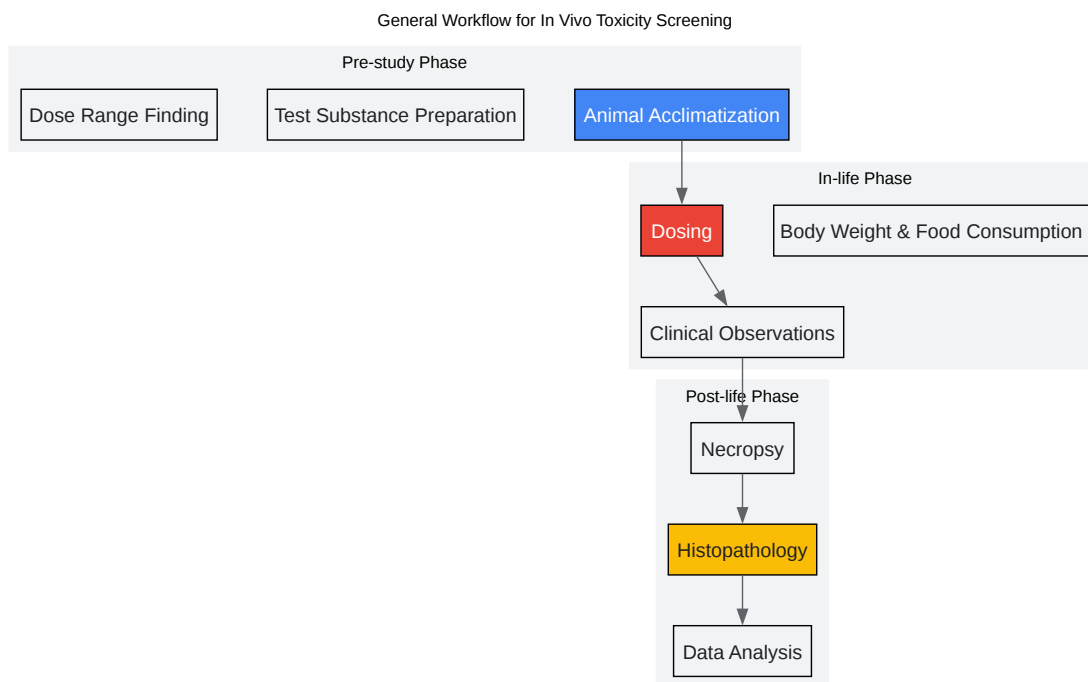 General Workflow for In Vivo Toxicity Screening
Pre-study Phase
Dose Range Finding
Test Substance Preparation
Animal Acclimatization
In-life Phase
Dosing
Body Weight & Food Consumption
Clinical Observations
Post-life Phase
Necropsy
Histopathology
Data Analysis